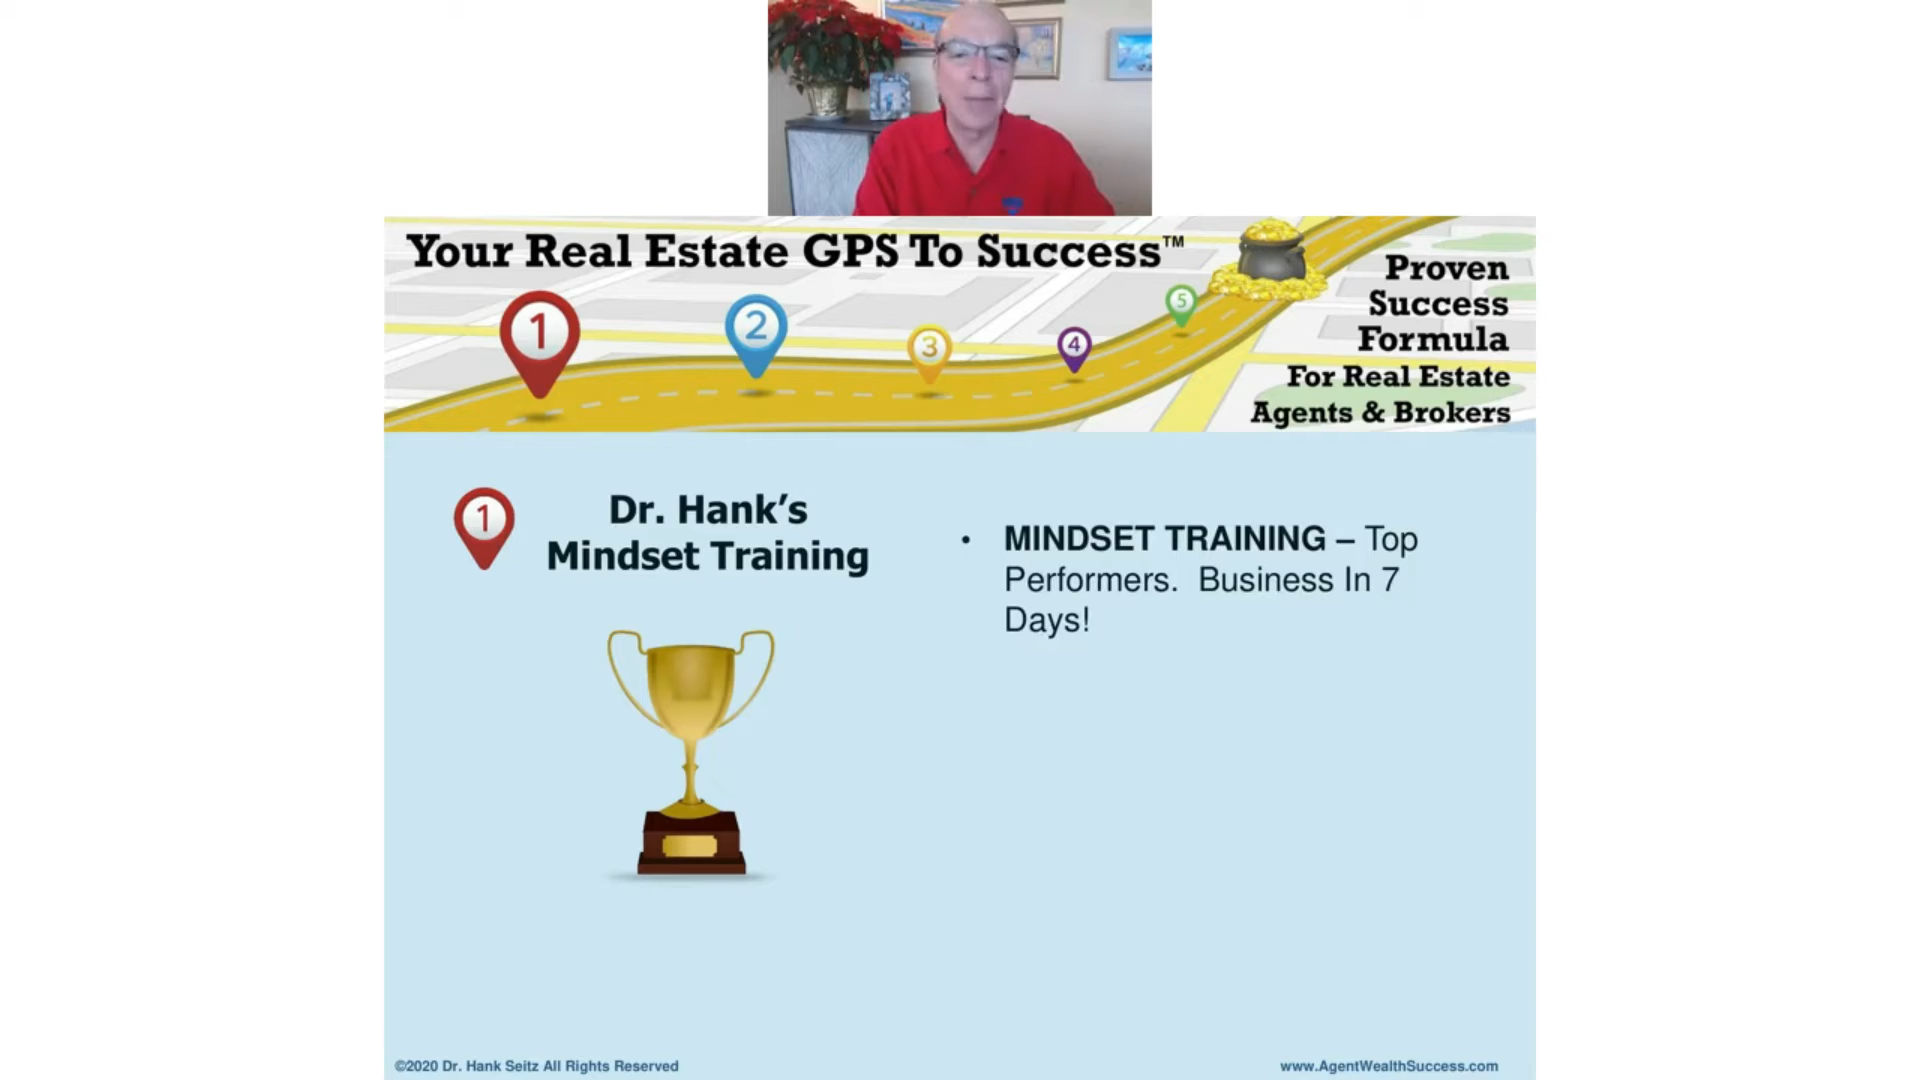 Your Real Estate GPS To Success™
1
2
3
4
5
Proven
Success
Formula
For Real Estate
Agents & Brokers
1
Dr. Hank’s
Mindset Training
• MINDSET TRAINING – Top
Performers. Business In 7
Days!
©2020 Dr. Hank Seitz All Rights Reserved
www.AgentWealthSuccess.com